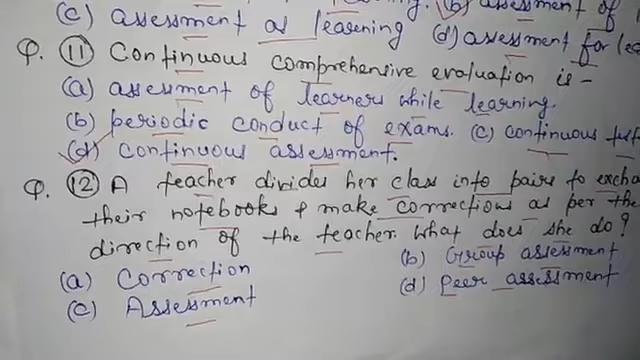 (b) assessment of
(c) assessment as learning (d) assessment for
Q. 11 Continuous comprehensive evaluation is -
(a) assesment of learners while learning.
(b) periodic conduct of exams. (c) continuous
(d) continuous assessment.
Q. 12 A teacher divides her class into pairs to
their notebooks & make corrections as per the
direction of the teacher. What does she do?
(a) Correction (b) Group assessment
(c) Assessment (d) Peer assessment